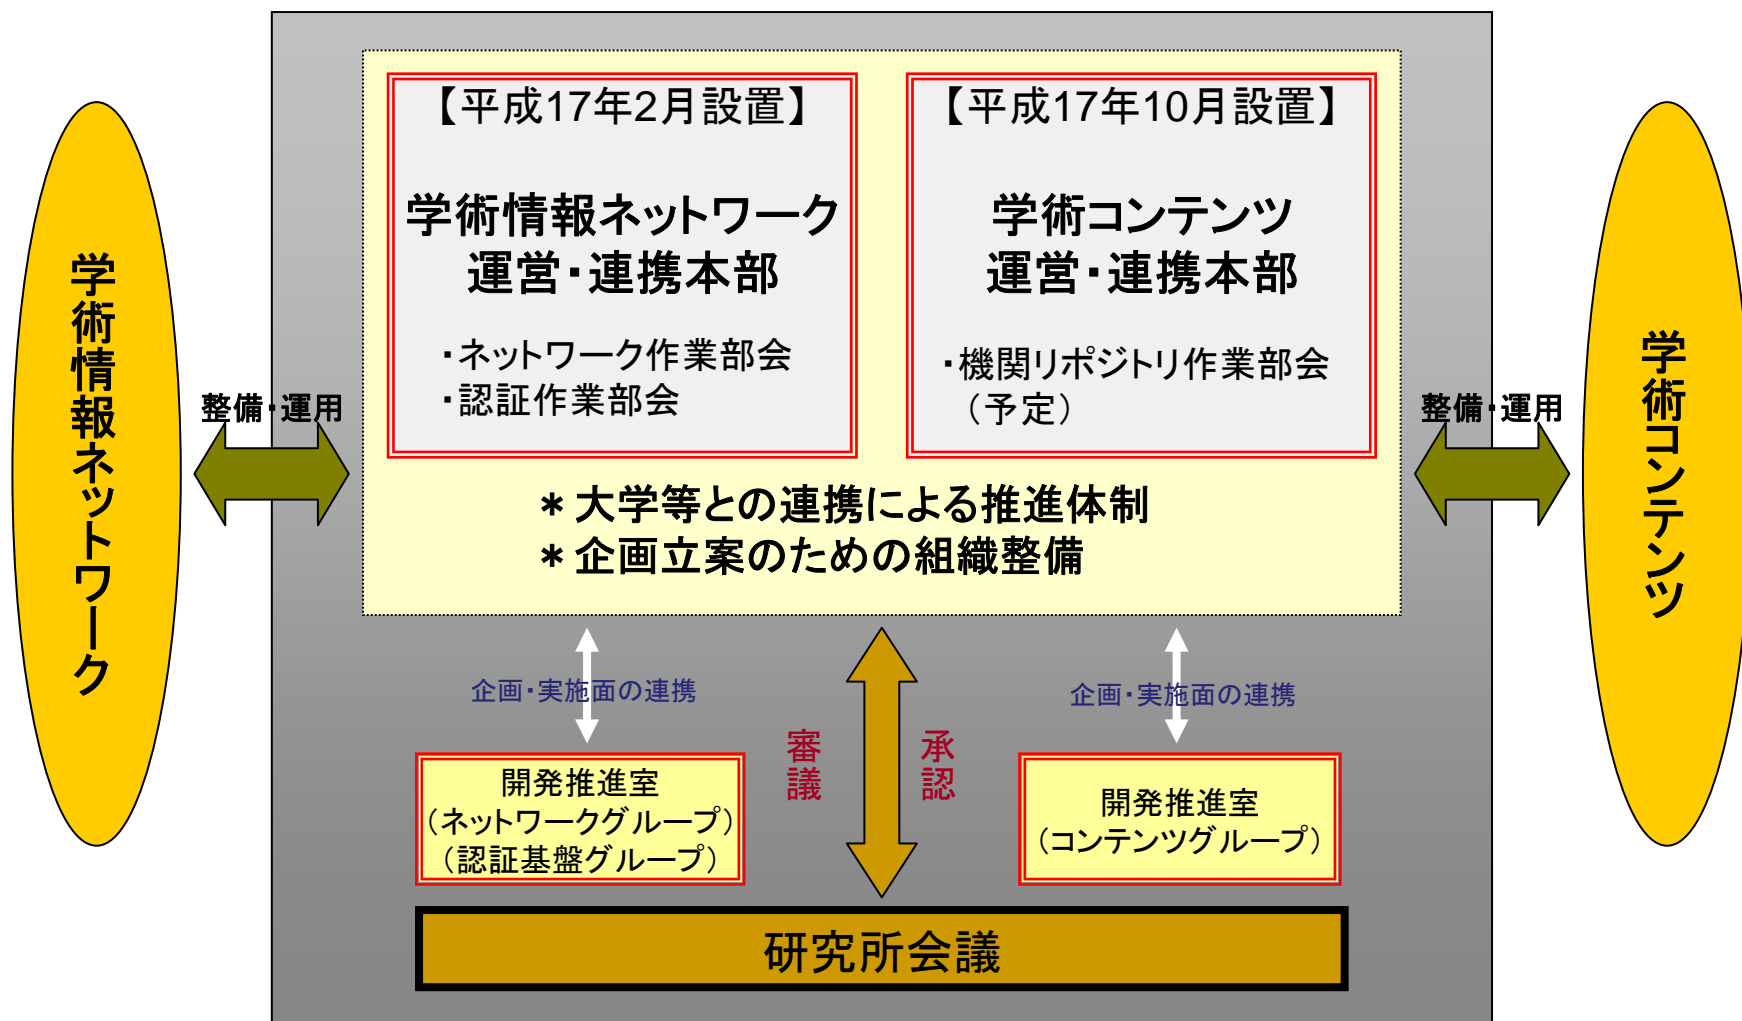 【平成17年2月設置】
学術情報ネットワーク
運営・連携本部
・ネットワーク作業部会
・認証作業部会
【平成17年10月設置】
学術コンテンツ
運営・連携本部
・機関リポジトリ作業部会
（予定）
＊大学等との連携による推進体制
＊企画立案のための組織整備
学術情報ネットワーク
整備・運用
整備・運用
学術コンテンツ
企画・実施面の連携
企画・実施面の連携
審議
承認
開発推進室
（ネットワークグループ）
（認証基盤グループ）
開発推進室
（コンテンツグループ）
研究所会議